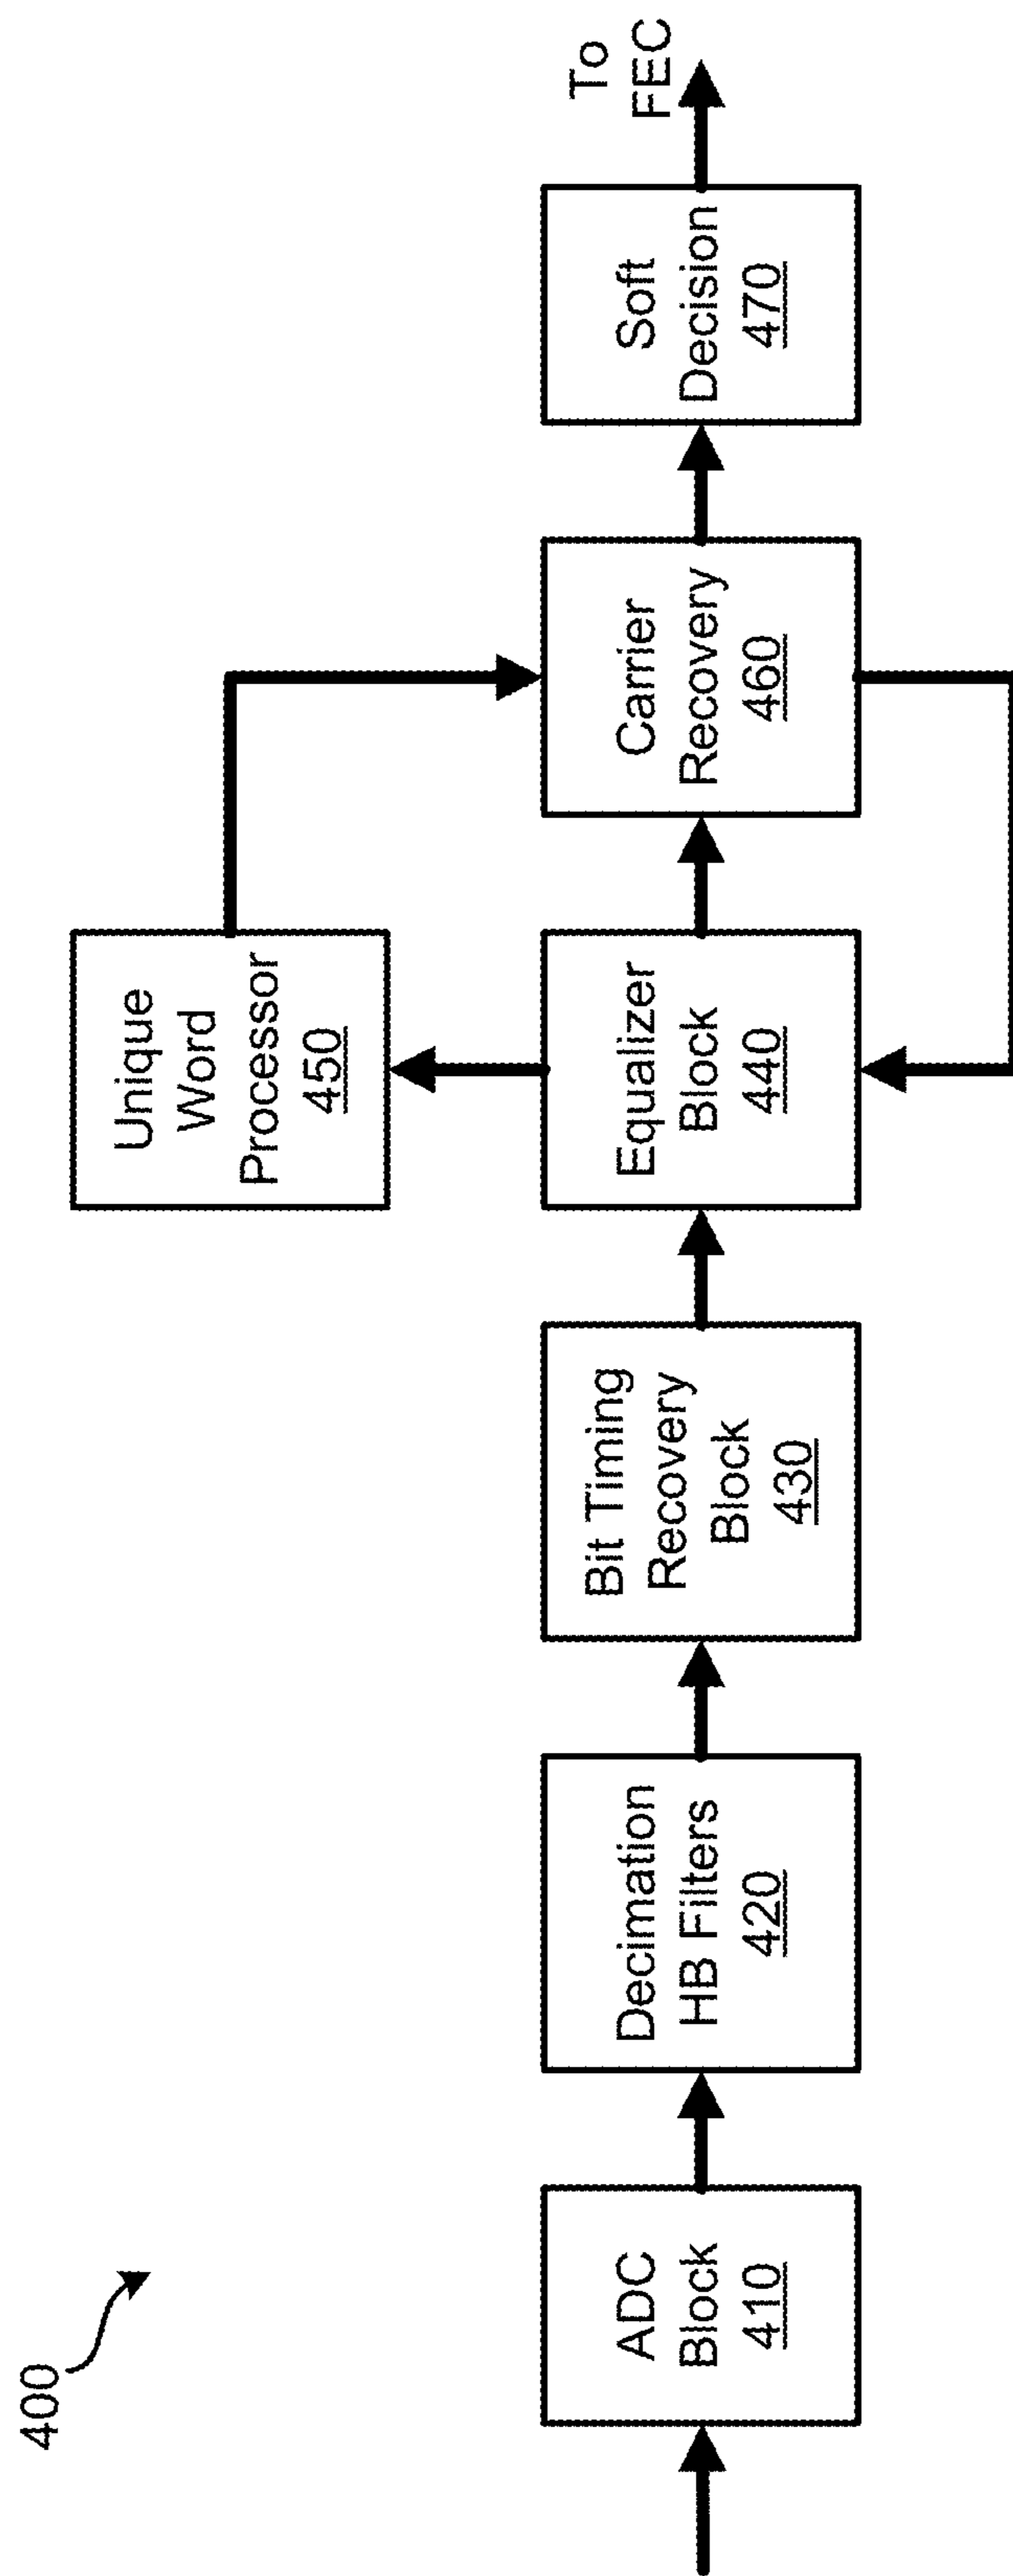 400
ADC
Block
410
Decimation
HB Filters
420
Bit Timing
Recovery
Block
430
Equalizer
Block
440
Unique
Word
Processor
450
Carrier
Recovery
460
Soft
Decision
470
To
FEC